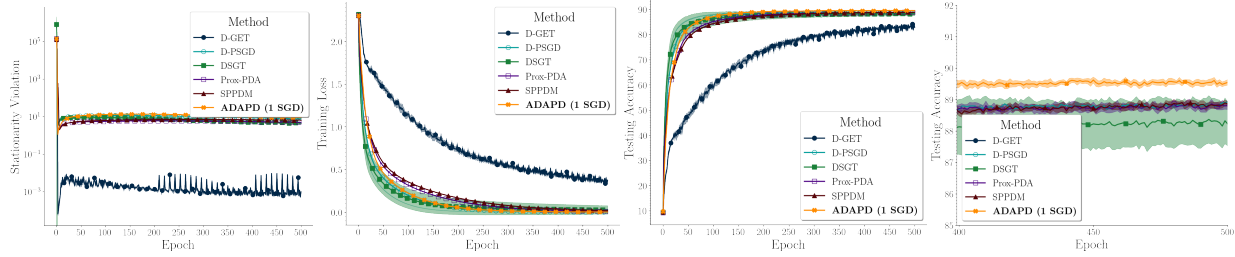 Stationarity Violation
10⁵
10³
10¹
10⁻¹
10⁻³
Method
D-GET
D-PSGD
DSGT
Prox-PDA
SPPDM
ADAPD (1 SGD)
0 50 100 150 200 250 300 350 400 450 500
Epoch
Training Loss
2.0
1.5
1.0
0.5
0.0
Method
D-GET
D-PSGD
DSGT
Prox-PDA
SPPDM
ADAPD (1 SGD)
0 50 100 150 200 250 300 350 400 450 500
Epoch
Testing Accuracy
90
80
70
60
50
40
30
20
10
Method
D-GET
D-PSGD
DSGT
Prox-PDA
SPPDM
ADAPD (1 SGD)
0 50 100 150 200 250 300 350 400 450 500
Epoch
Testing Accuracy
92
91
90
89
88
87
86
85
Method
D-GET
D-PSGD
DSGT
Prox-PDA
SPPDM
ADAPD (1 SGD)
450 500
Epoch